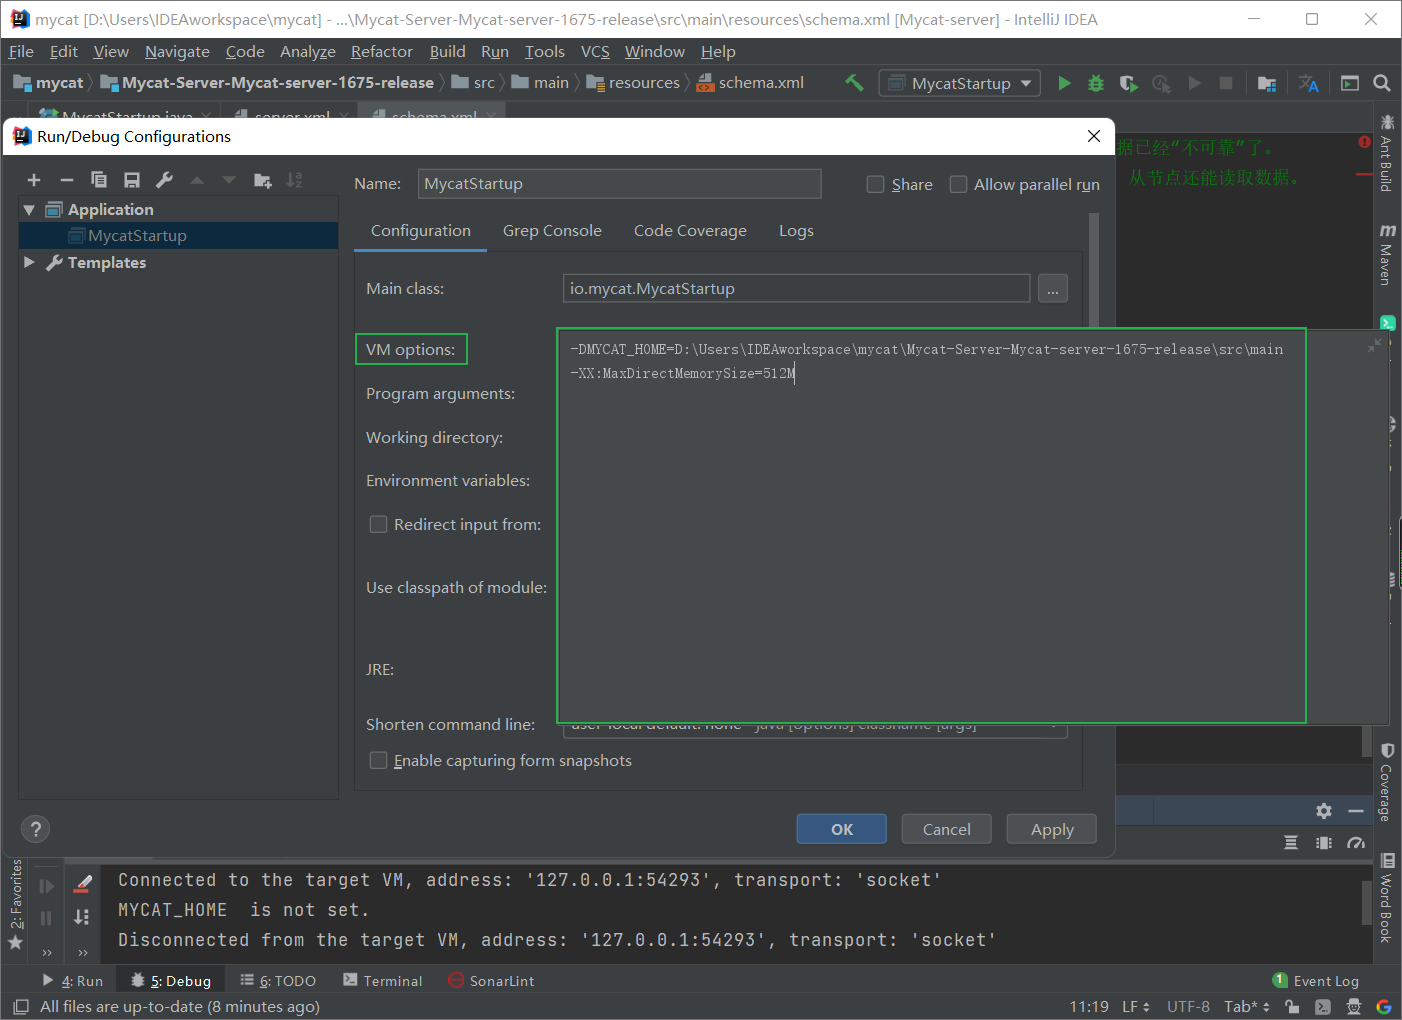 mycat [D:\Users\IDEAworkspace\mycat] - ...\Mycat-Server-Mycat-server-1675-release\src\main\resources\schema.xml [Mycat-server] - IntelliJ IDEA
File Edit View Navigate Code Analyze Refactor Build Run Tools VCS Window Help
mycat Mycat-Server-Mycat-server-1675-release src main resources schema.xml MycatStartup
MycatStartup.java server.xml schema.xml
Run/Debug Configurations
据已经“不可靠”了。
从节点还能读取数据。
Name: MycatStartup Share Allow parallel run
Application
MycatStartup
Templates
Configuration Grep Console Code Coverage Logs
Main class: io.mycat.MycatStartup ...
VM options: -DMYCAT_HOME=D:\Users\IDEAworkspace\mycat\Mycat-Server-Mycat-server-1675-release\src\main
-XX:MaxDirectMemorySize=512M
Program arguments:
Working directory:
Environment variables:
Redirect input from:
Use classpath of module:
JRE:
Shorten command line: user-local default: none - java [options] classname [args]
Enable capturing form snapshots
? OK Cancel Apply
Ant Build
Maven
Coverage
Word Book
2: Favorites
Connected to the target VM, address: '127.0.0.1:54293', transport: 'socket'
MYCAT_HOME is not set.
Disconnected from the target VM, address: '127.0.0.1:54293', transport: 'socket'
4: Run 5: Debug 6: TODO Terminal SonarLint 1 Event Log
All files are up-to-date (8 minutes ago) 11:19 LF UTF-8 Tab*